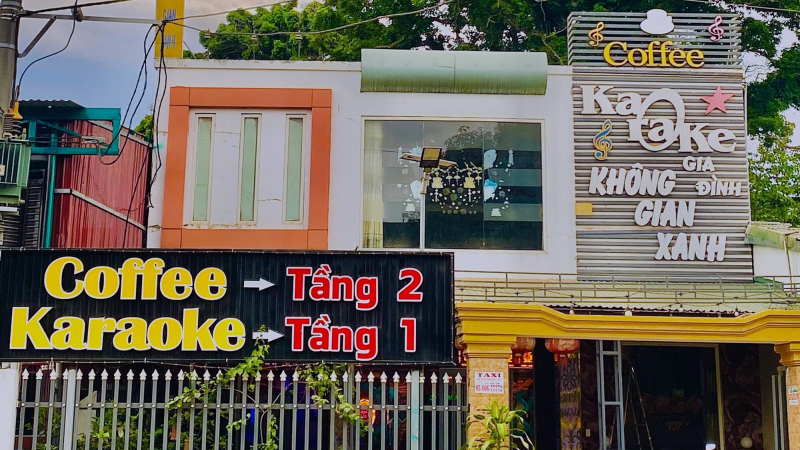 Coffee
Karaoke
GIA ĐÌNH
KHÔNG
GIAN
XANH
Coffee → Tầng 2
Karaoke → Tầng 1
TAXI